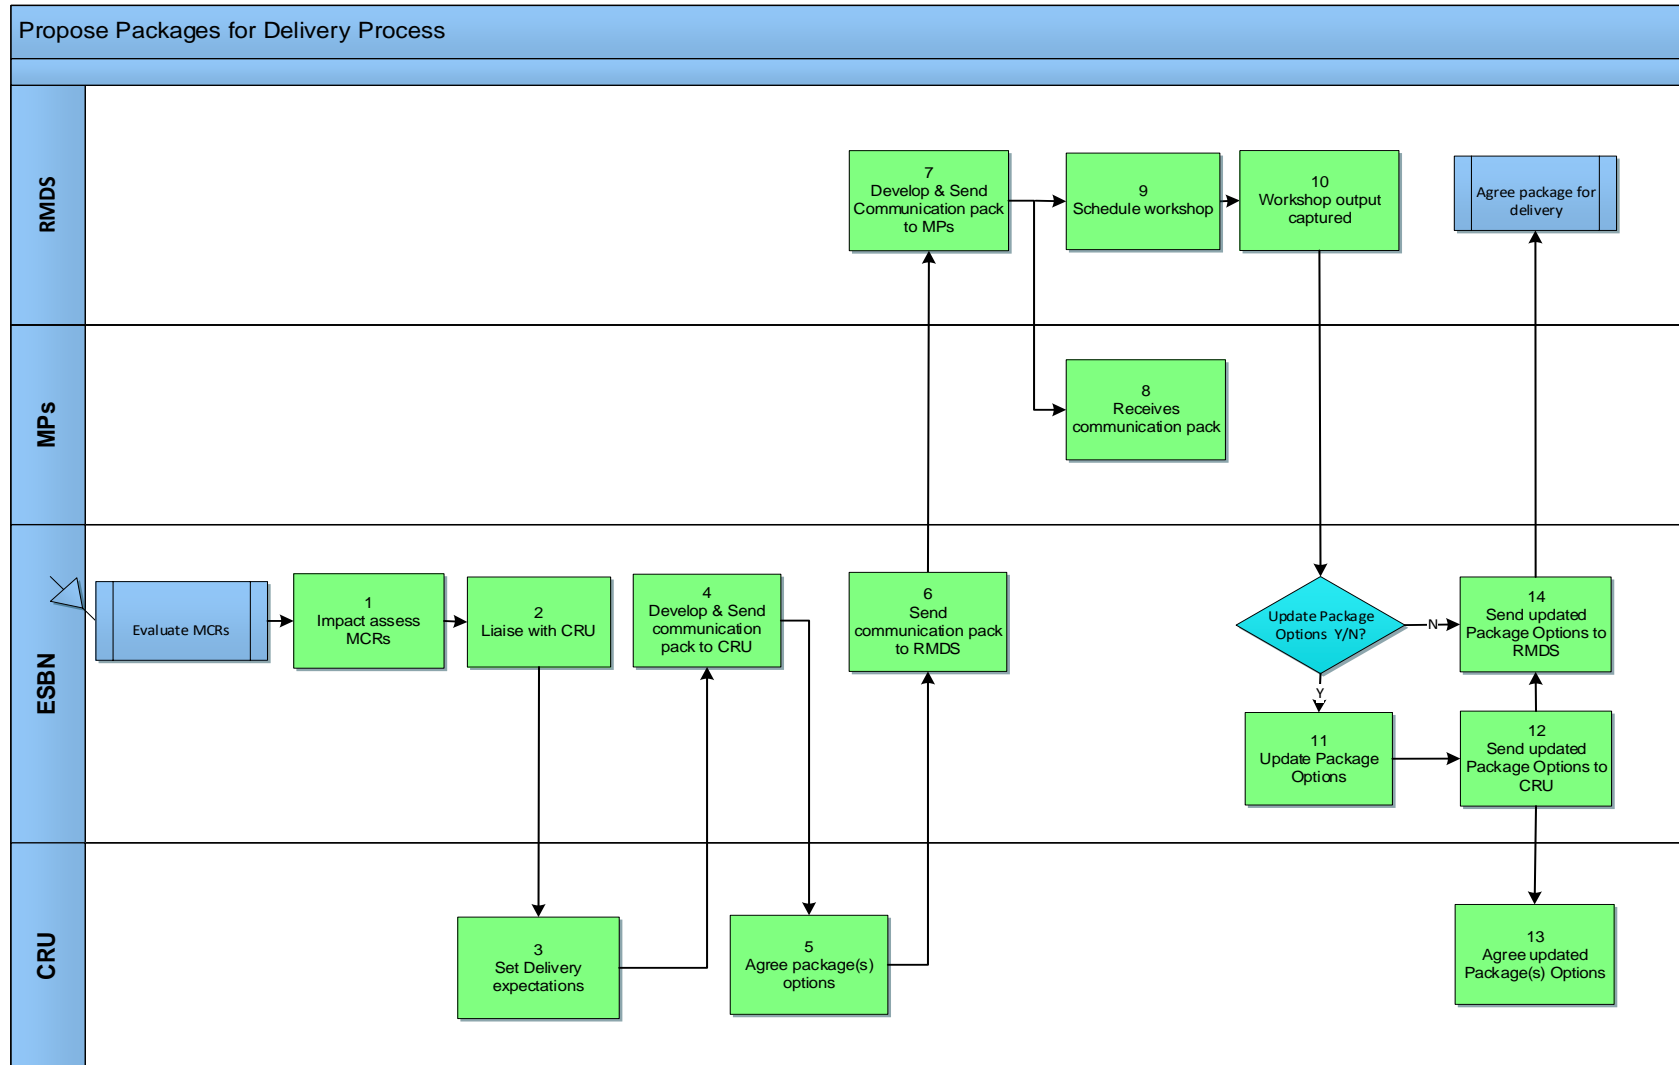 Propose Packages for Delivery Process
RMDS
7
Develop & Send
Communication pack
to MPs
9
Schedule workshop
10
Workshop output
captured
Agree package for
delivery
MPs
8
Receives
communication pack
ESBN
Evaluate MCRs
1
Impact assess
MCRs
2
Liaise with CRU
4
Develop & Send
communication
pack to CRU
6
Send
communication pack
to RMDS
Update Package
Options Y/N?
N
14
Send updated
Package Options to
RMDS
Y
11
Update Package
Options
12
Send updated
Package Options to
CRU
CRU
3
Set Delivery
expectations
5
Agree package(s)
options
13
Agree updated
Package(s) Options